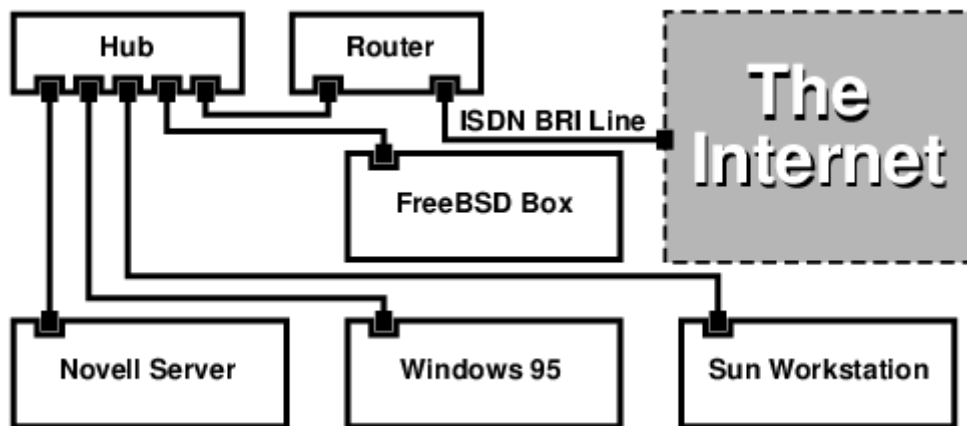 Hub
Router
The
Internet
ISDN BRI Line
FreeBSD Box
Novell Server
Windows 95
Sun Workstation